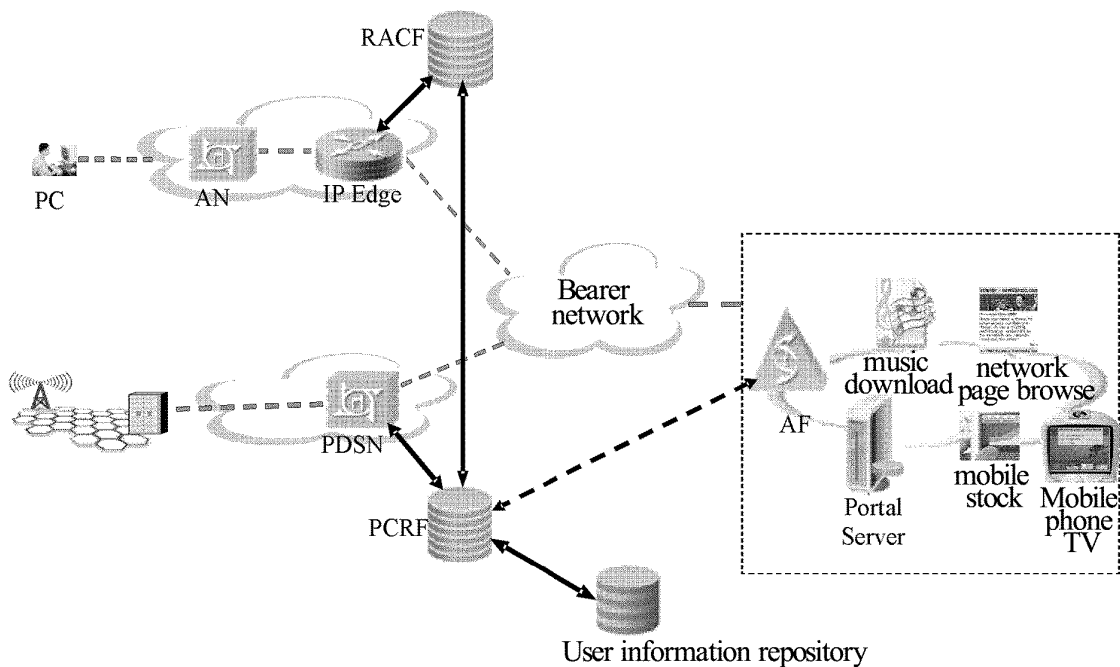 RACF
PC
AN
IP Edge
Bearer
network
music
download
network
page browse
AF
PDSN
PCRF
Portal
Server
mobile
stock
Mobile
phone
TV
User information repository